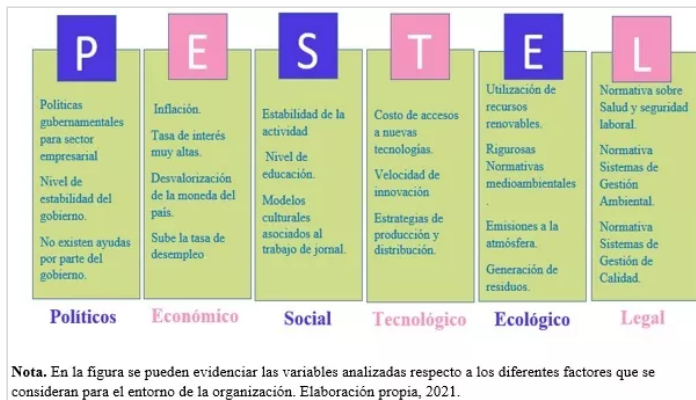 P
E
S
T
E
L
Políticas
gubernamentales
para sector
empresarial
Nivel de
estabilidad del
gobierno.
No existen ayudas
por parte del
gobierno.
Inflación.
Tasa de interés
muy altas.
Desvalorización
de la moneda del
país.
Sube la tasa de
desempleo
Estabilidad de la
actividad
Nivel de
educación.
Modelos
culturales
asociados al
trabajo de jornal.
Costo de accesos
a nuevas
tecnologías.
Velocidad de
innovación
Estrategias de
producción y
distribución.
Utilización de
recursos
renovables.
Rigurosas
Normativas
medioambientales
.
Emisiones a la
atmósfera.
Generación de
residuos.
Normativa sobre
Salud y seguridad
laboral.
Normativa
Sistemas de
Gestión
Ambiental.
Normativa
Sistemas de
Gestión de
Calidad.
Políticos
Económico
Social
Tecnológico
Ecológico
Legal
Nota. En la figura se pueden evidenciar las variables analizadas respecto a los diferentes factores que se
consideran para el entorno de la organización. Elaboración propia, 2021.